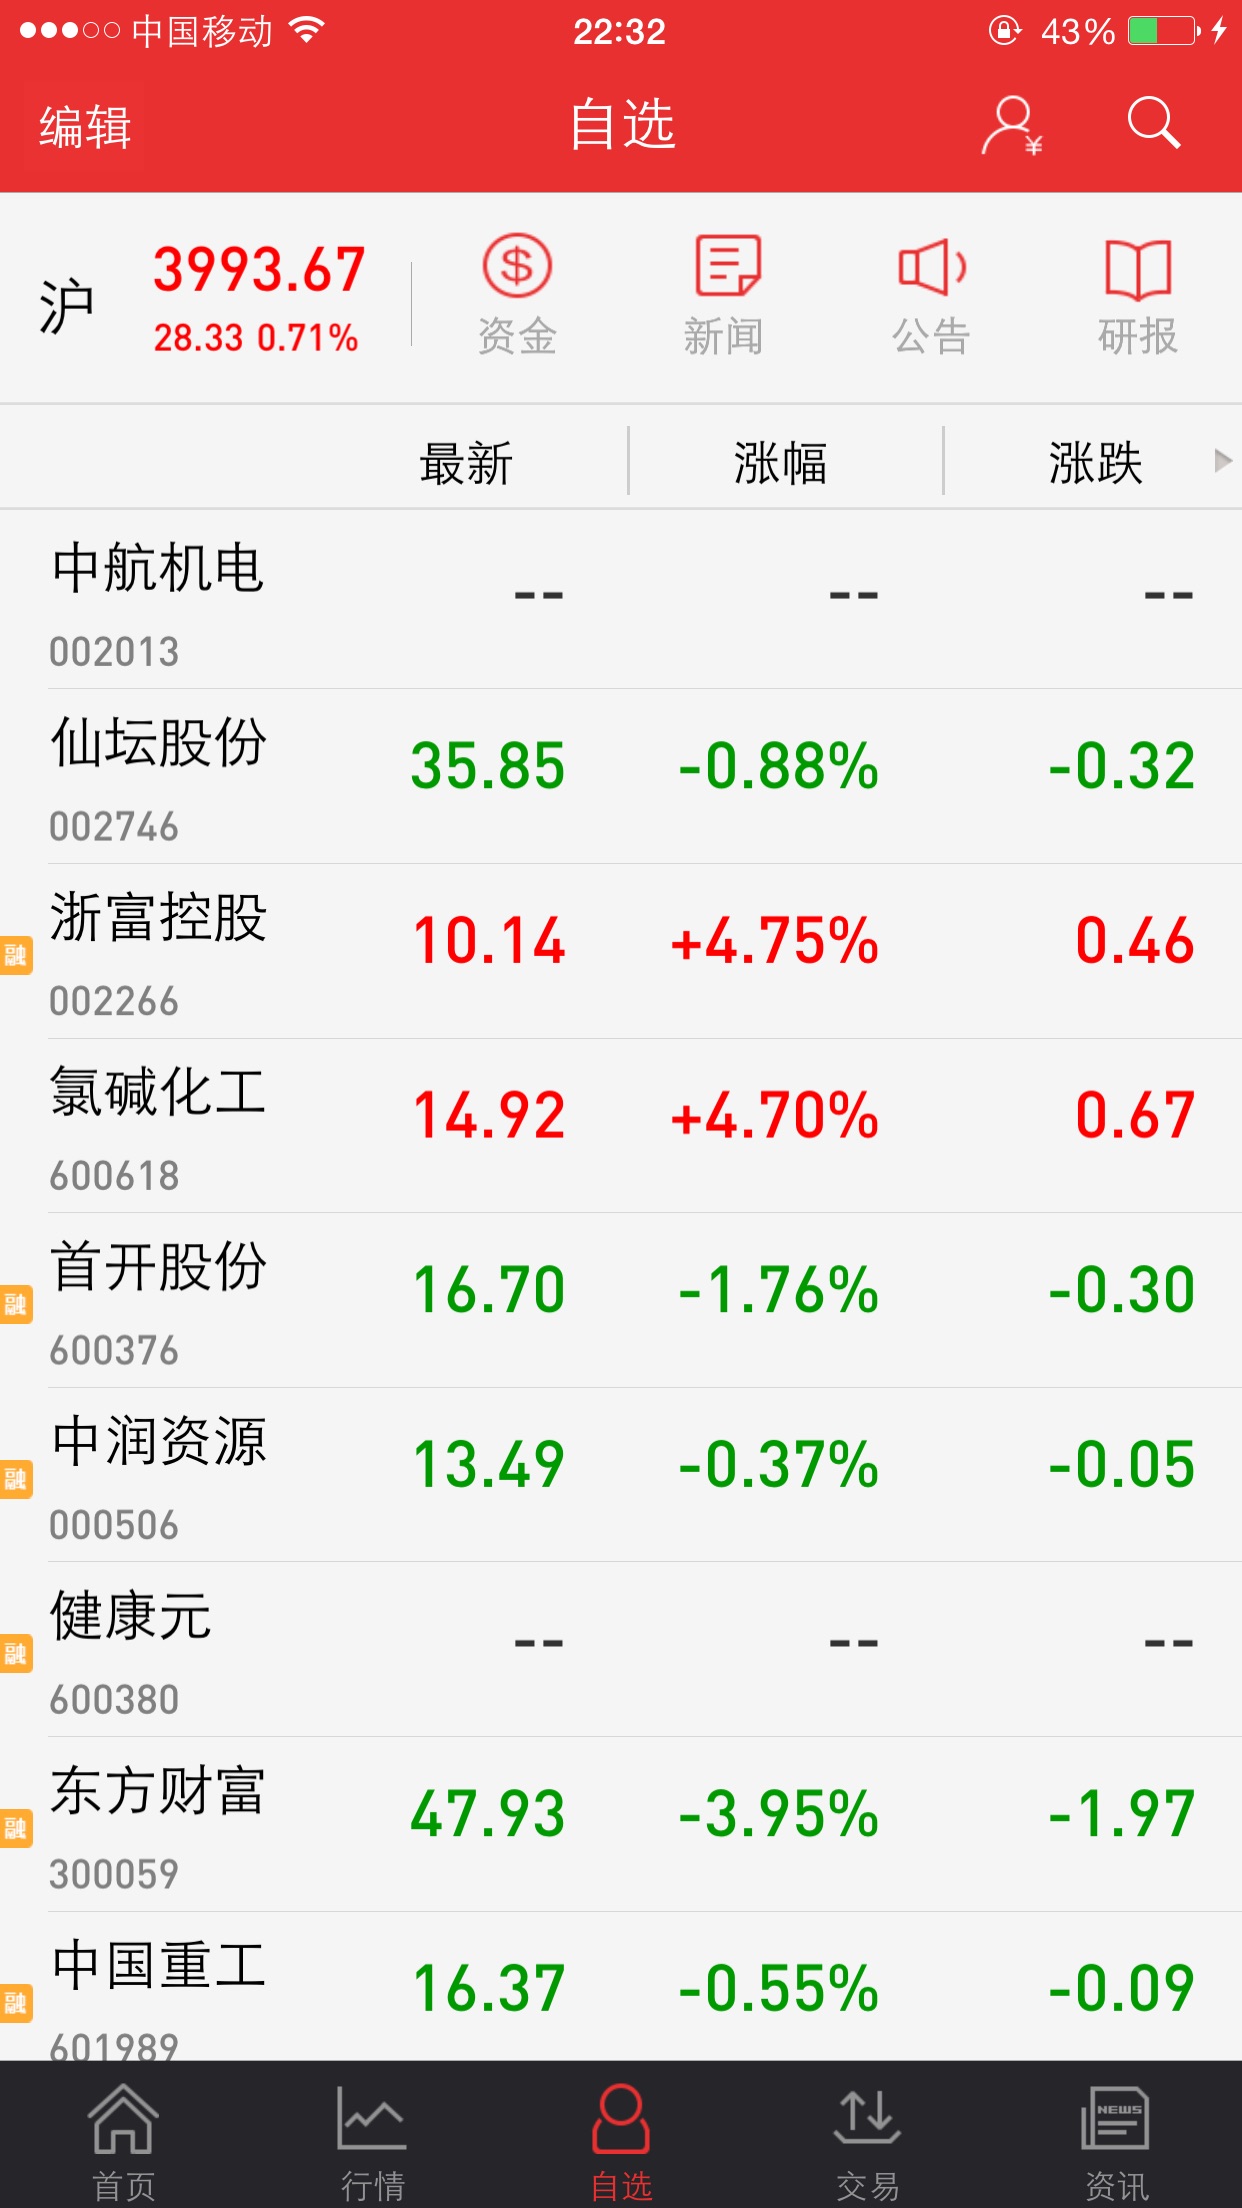 中国移动 22:32 43%
编辑 自选
沪 3993.67 28.33 0.71% 资金 新闻 公告 研报
最新 涨幅 涨跌
中航机电 -- -- --
002013
仙坛股份 35.85 -0.88% -0.32
002746
浙富控股 10.14 +4.75% 0.46
融
002266
氯碱化工 14.92 +4.70% 0.67
600618
首开股份 16.70 -1.76% -0.30
融
600376
中润资源 13.49 -0.37% -0.05
融
000506
健康元 -- -- --
融
600380
东方财富 47.93 -3.95% -1.97
融
300059
中国重工 16.37 -0.55% -0.09
融
601989
NEWS
首页 行情 自选 交易 资讯